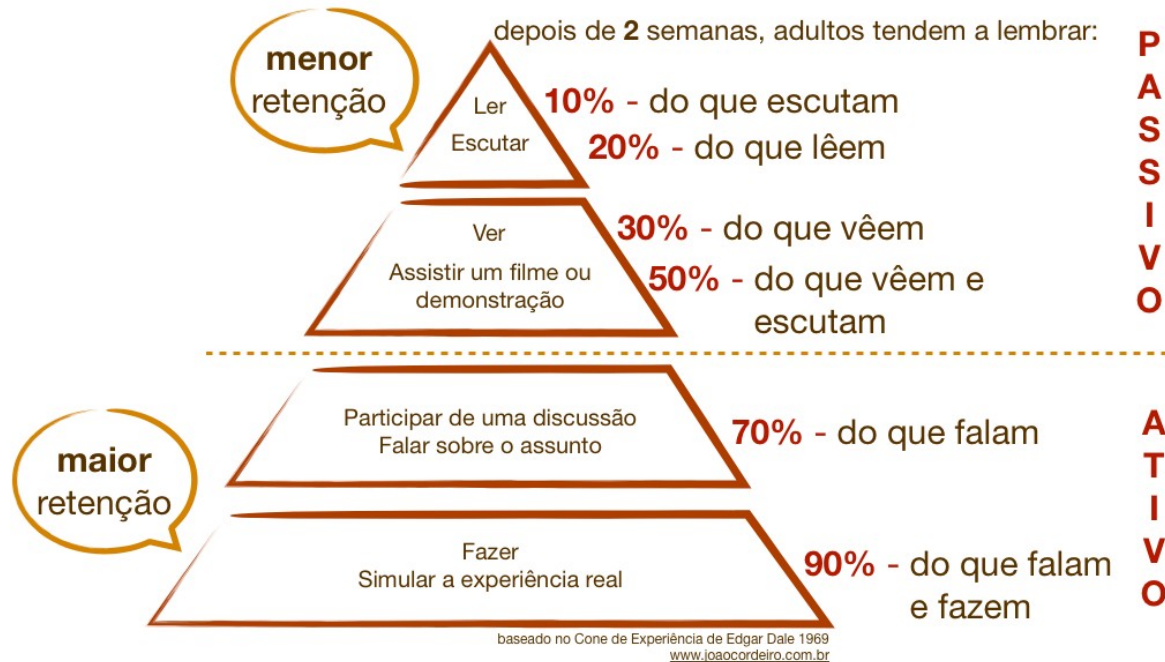 depois de 2 semanas, adultos tendem a lembrar:
menor
retenção
Ler
Escutar
10% - do que escutam
20% - do que lêem
Ver
Assistir um filme ou
demonstração
30% - do que vêem
50% - do que vêem e
escutam
PASSIVO
maior
retenção
Participar de uma discussão
Falar sobre o assunto
70% - do que falam
Fazer
Simular a experiência real
90% - do que falam
e fazem
ATIVO
baseado no Cone de Experiência de Edgar Dale 1969
www.joaocordeiro.com.br